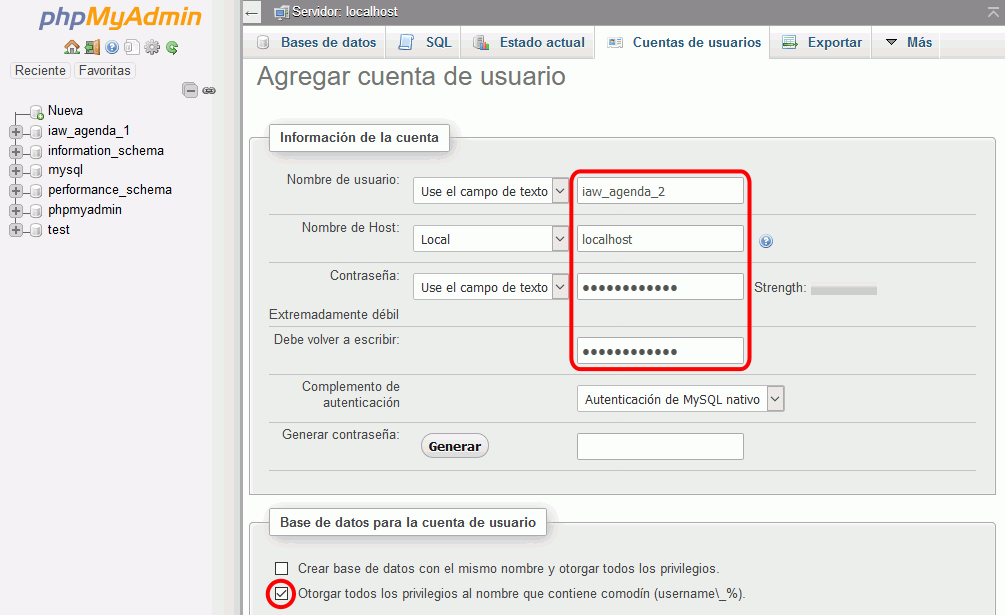 phpMyAdmin
Reciente Favoritas
Nueva
iaw_agenda_1
information_schema
mysql
performance_schema
phpmyadmin
test
Servidor: localhost
Bases de datos SQL Estado actual Cuentas de usuarios Exportar Más
Agregar cuenta de usuario
Información de la cuenta
Nombre de usuario: Use el campo de texto iaw_agenda_2
Nombre de Host: Local localhost
Contraseña: Use el campo de texto ●●●●●●●●●●●● Strength:
Extremadamente débil
Debe volver a escribir: ●●●●●●●●●●●●
Complemento de
autenticación Autenticación de MySQL nativo
Generar contraseña: Generar
Base de datos para la cuenta de usuario
Crear base de datos con el mismo nombre y otorgar todos los privilegios.
Otorgar todos los privilegios al nombre que contiene comodín (username\_%).